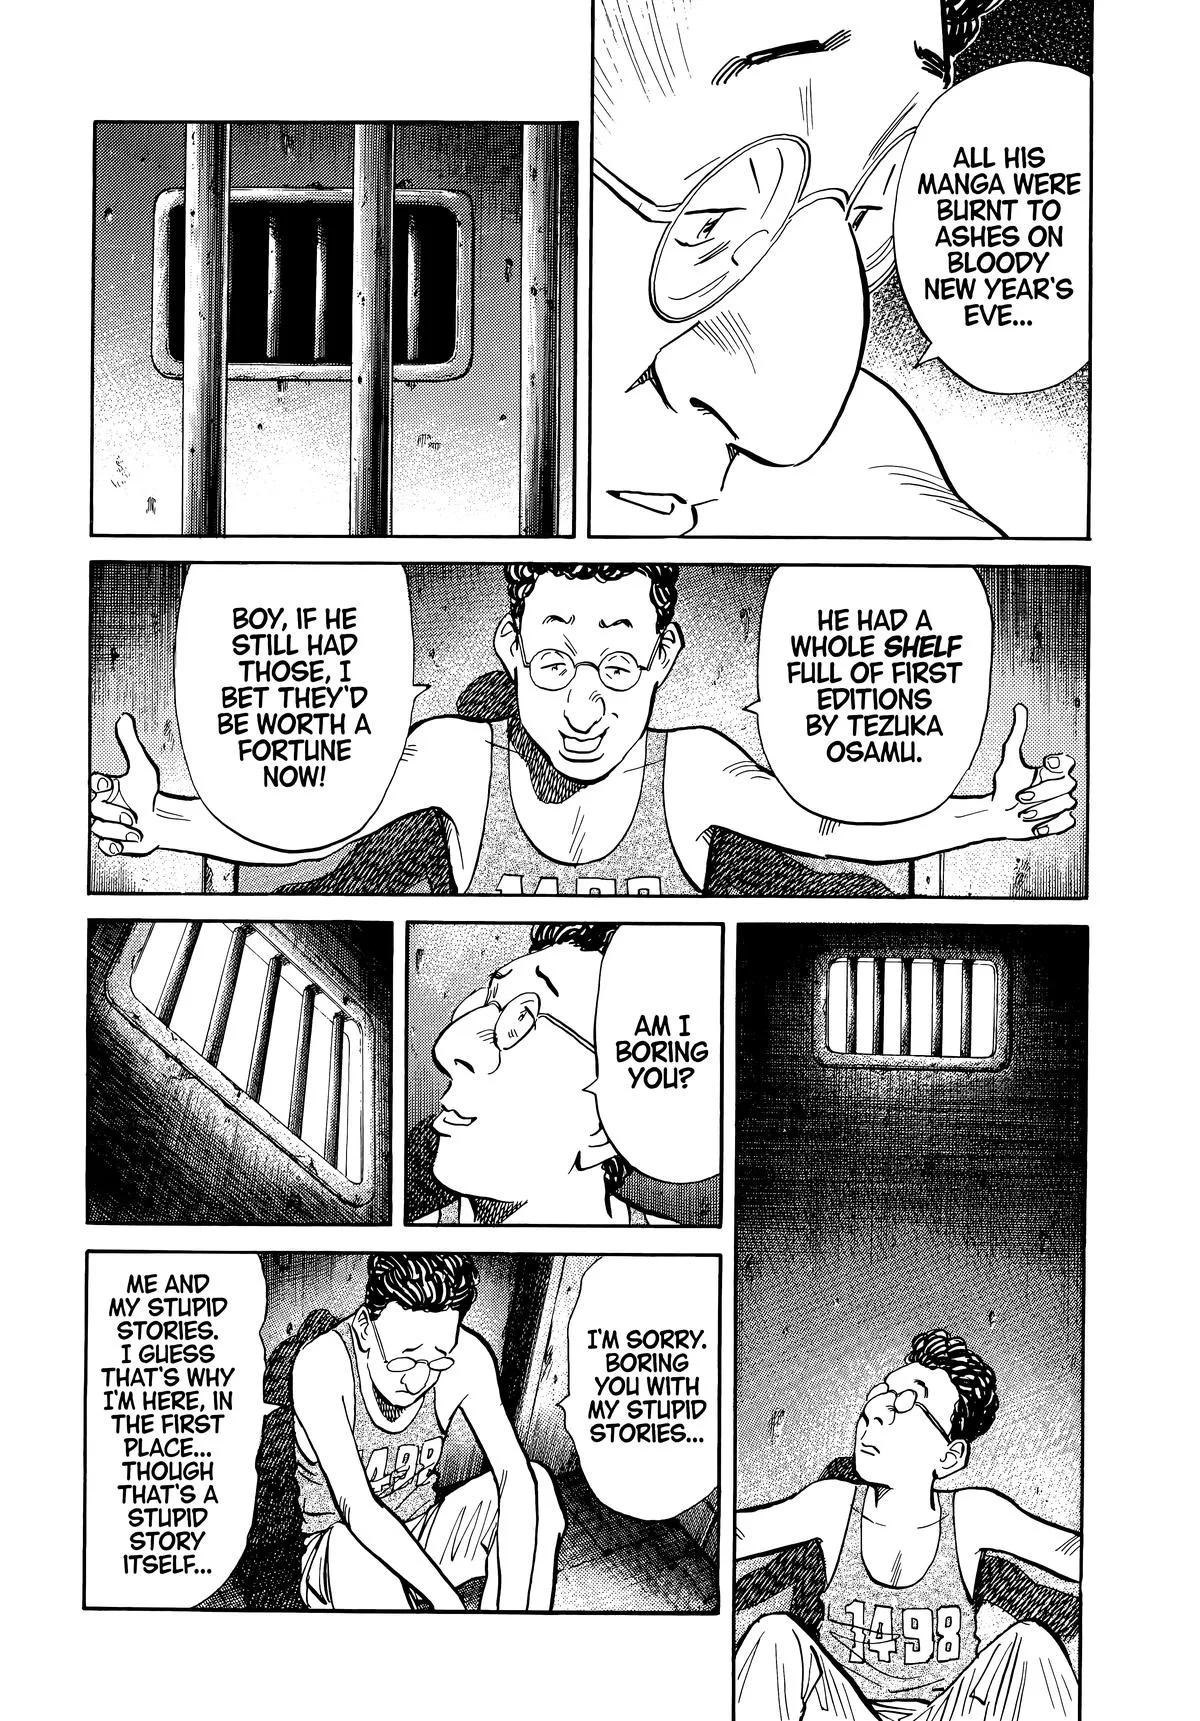 ALL HIS
MANGA WERE
BURNT TO
ASHES ON
BLOODY
NEW YEAR'S
EVE...
HE HAD A
WHOLE SHELF
FULL OF FIRST
EDITIONS
BY TEZUKA
OSAMU.
BOY, IF HE
STILL HAD
THOSE, I
BET THEY'D
BE WORTH A
FORTUNE
NOW!
1498
1498
AM I
BORING
YOU?
I'M SORRY.
BORING
YOU WITH
MY STUPID
STORIES...
ME AND
MY STUPID
STORIES.
I GUESS
THAT'S WHY
I'M HERE, IN
THE FIRST
PLACE...
THOUGH
THAT'S A
STUPID
STORY
ITSELF...
1498